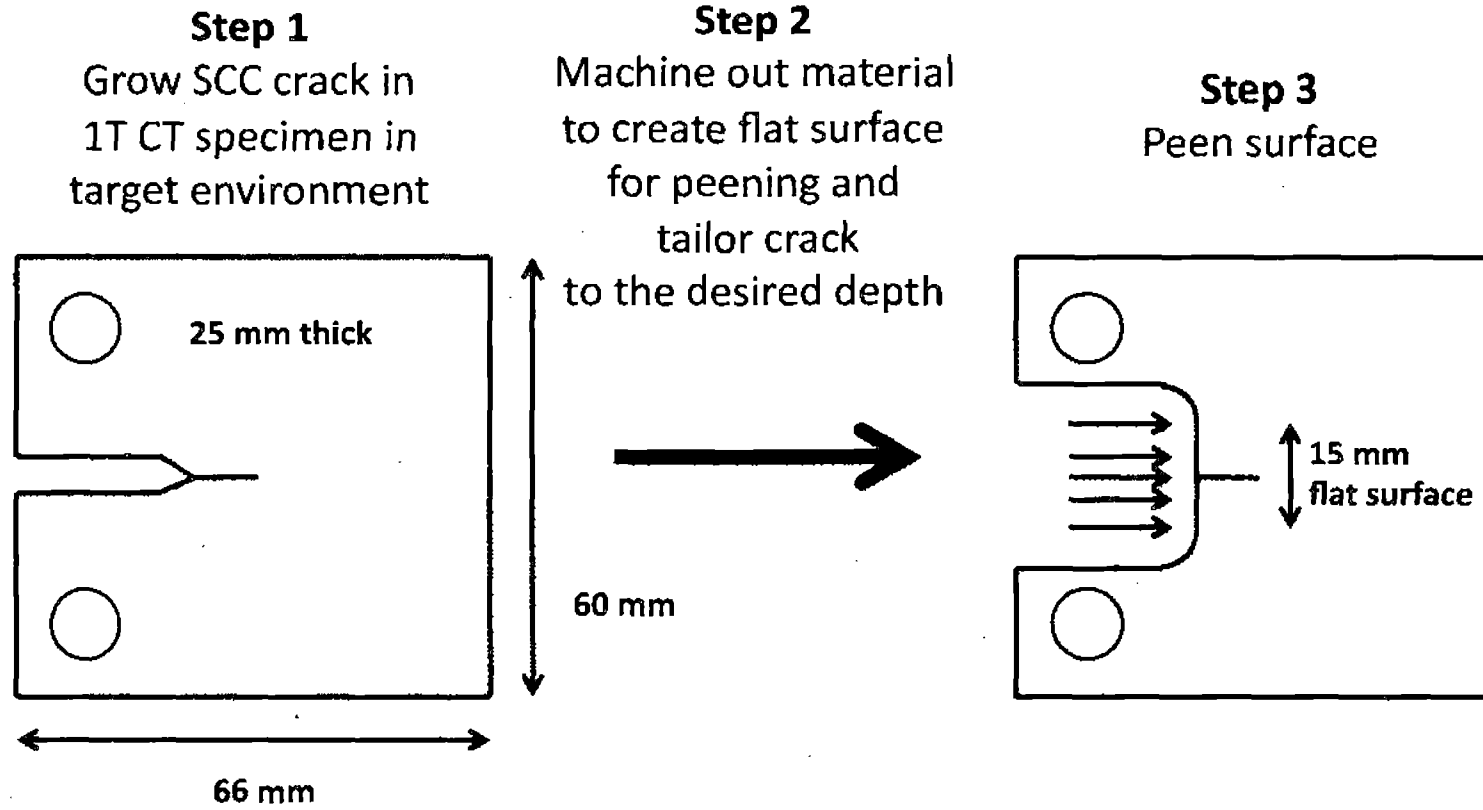 Step 1
Grow SCC crack in
1T CT specimen in
target environment
Step 2
Machine out material
to create flat surface
for peening and
tailor crack
to the desired depth
Step 3
Peen surface
25 mm thick
60 mm
66 mm
15 mm
flat surface